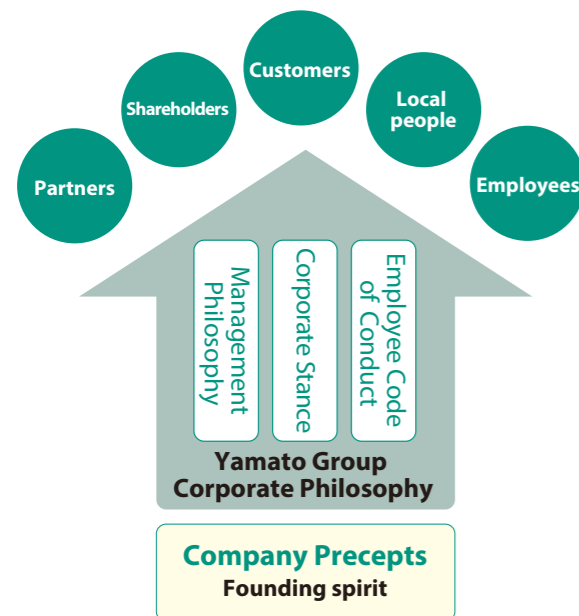 Customers
Shareholders
Local
people
Partners
Employees
Management
Philosophy
Corporate Stance
Employee Code
of Conduct
Yamato Group
Corporate Philosophy
Company Precepts
Founding spirit